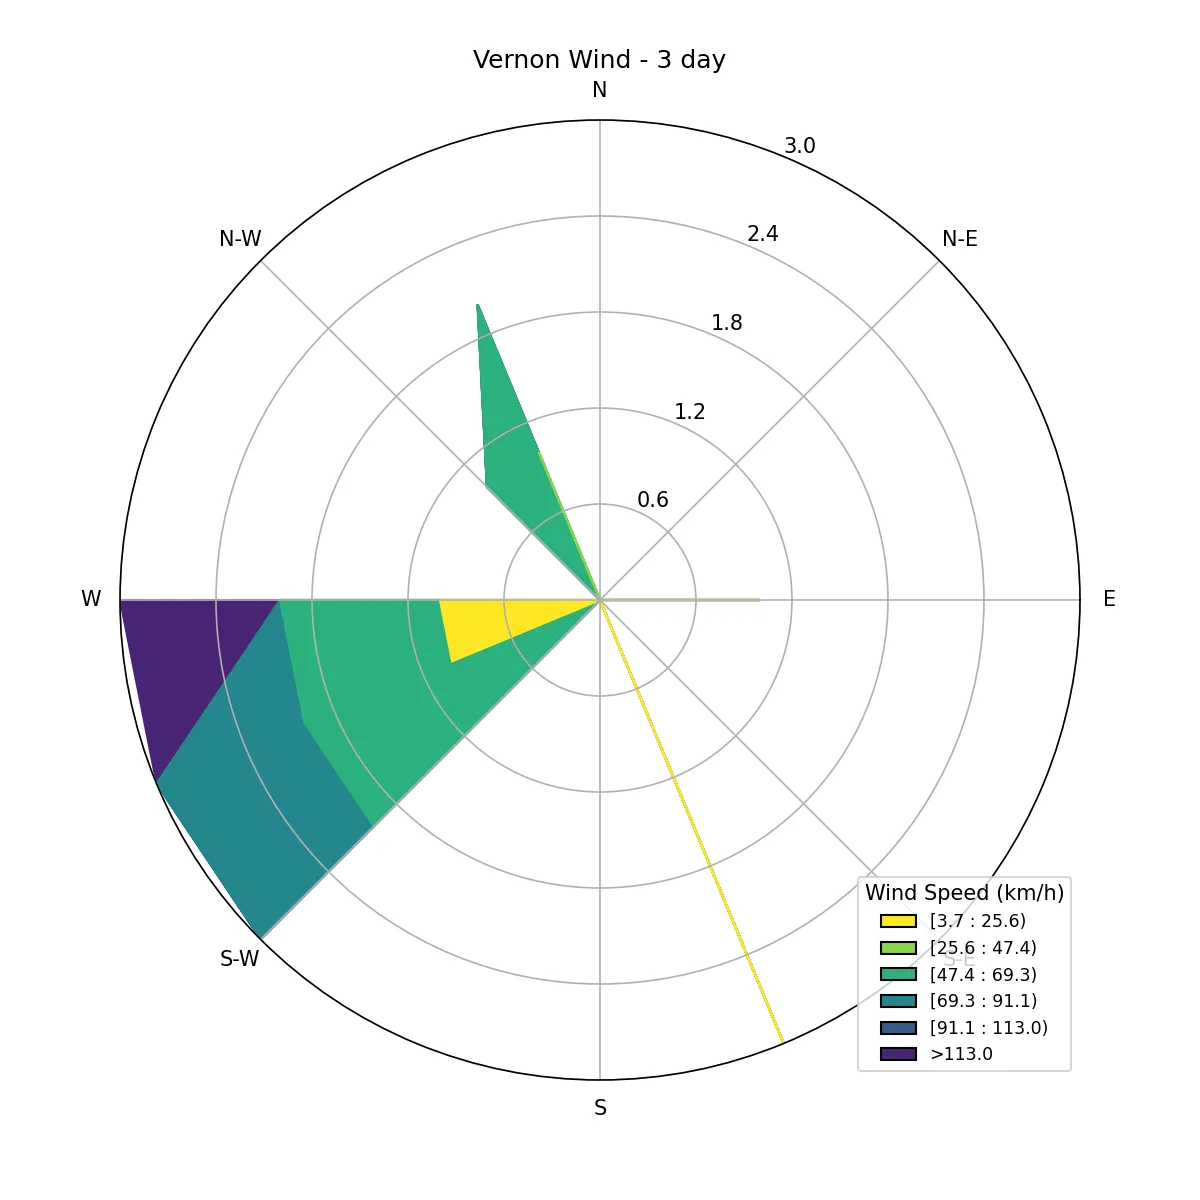 Vernon Wind - 3 day
N
3.0
N-W
2.4
N-E
1.8
1.2
0.6
W
E
S-W
S-E
S
Wind Speed (km/h)
[3.7 : 25.6)
[25.6 : 47.4)
[47.4 : 69.3)
[69.3 : 91.1)
[91.1 : 113.0)
>113.0